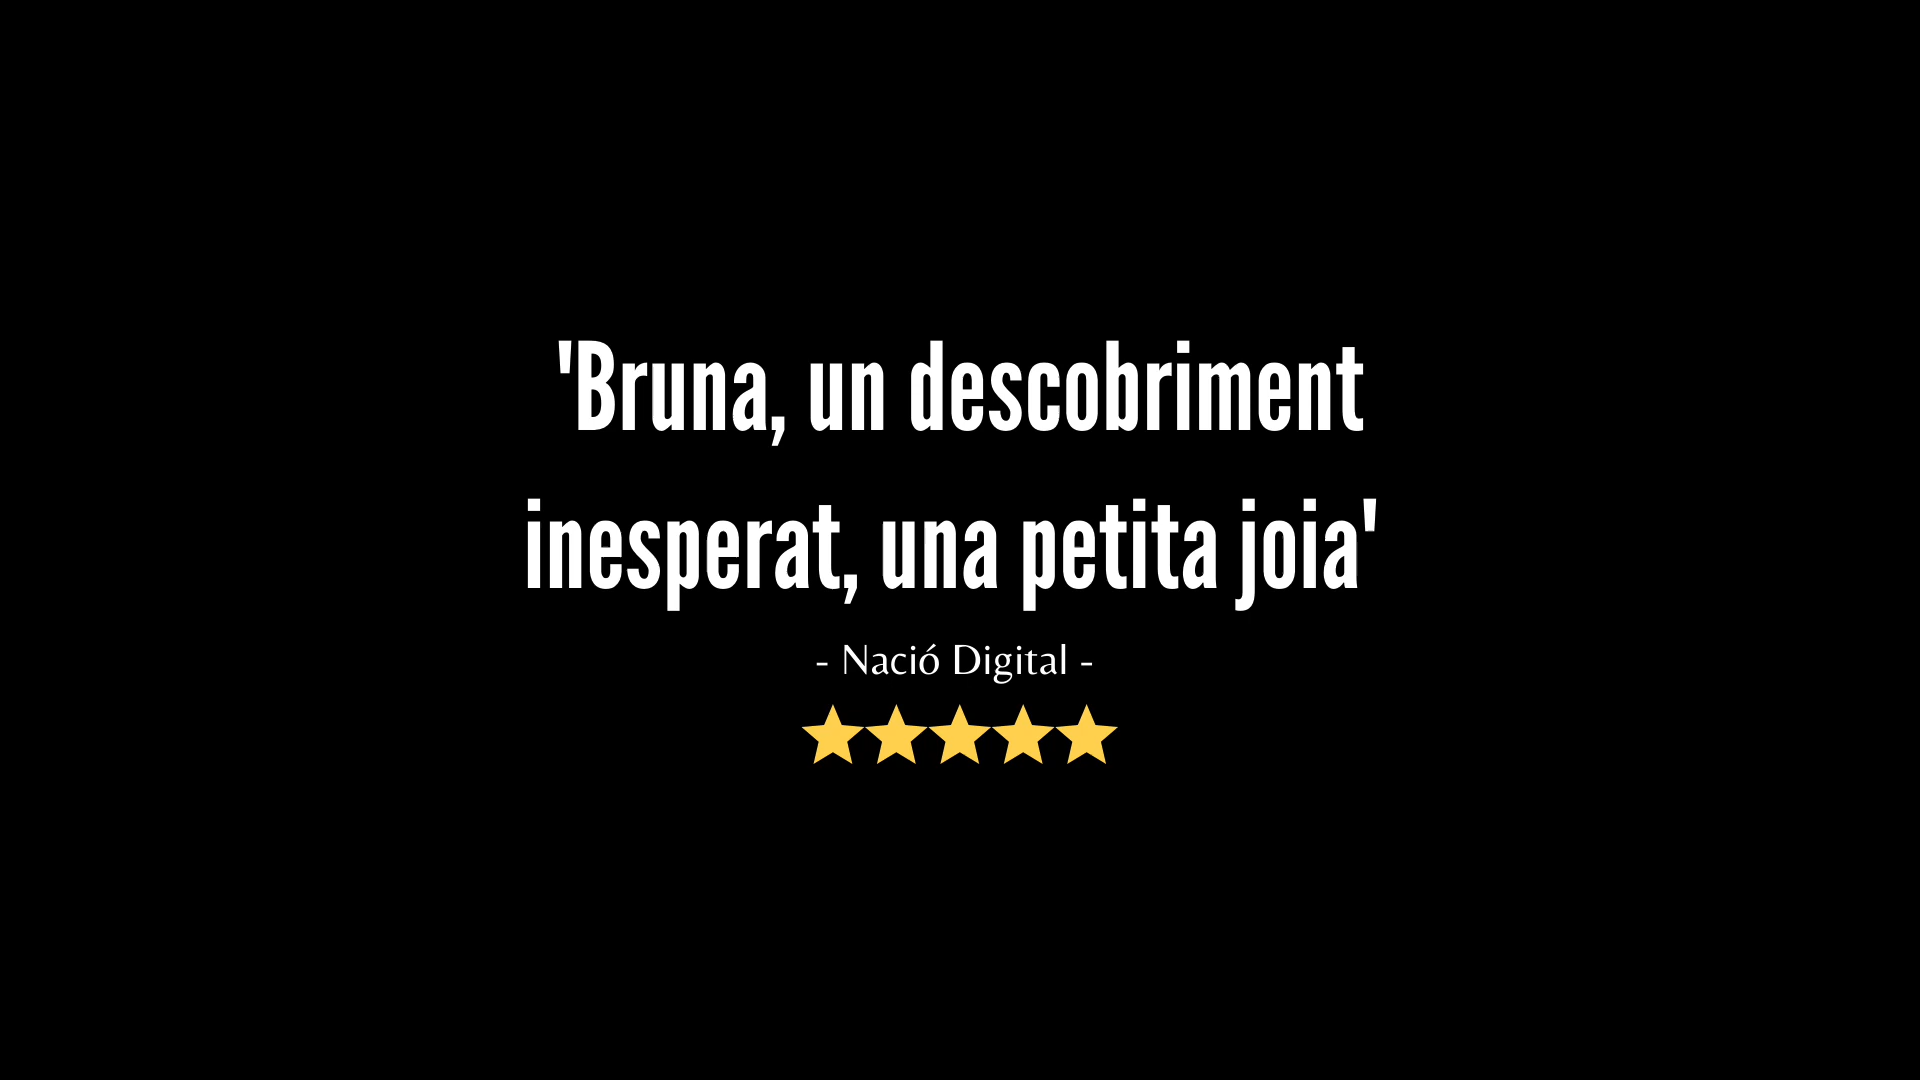 'Bruna, un descobriment
inesperat, una petita joia'
- Nació Digital -